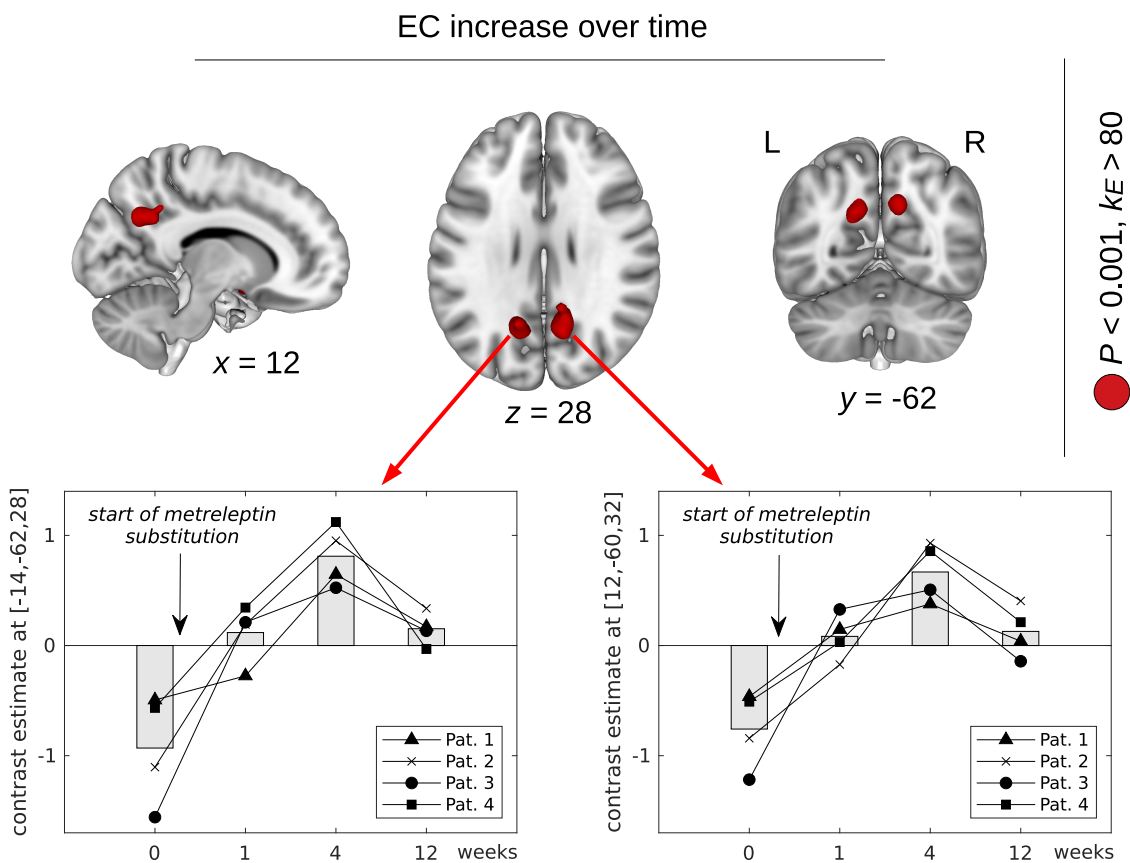 EC increase over time
L
R
x = 12
z = 28
y = -62
P < 0.001, kE > 80
contrast estimate at [-14,-62,28]
1
0
-1
start of metreleptin
substitution
Pat. 1
Pat. 2
Pat. 3
Pat. 4
0 1 4 12 weeks
contrast estimate at [12,-60,32]
1
0
-1
start of metreleptin
substitution
Pat. 1
Pat. 2
Pat. 3
Pat. 4
0 1 4 12 weeks